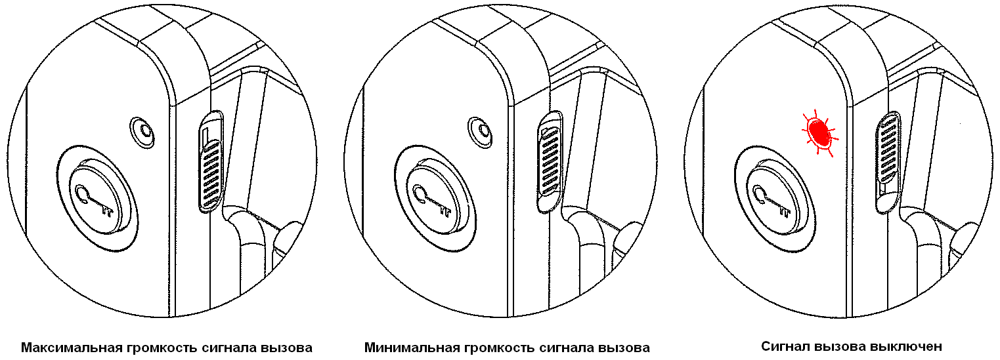 Максимальная громкость сигнала вызова
Минимальная громкость сигнала вызова
Сигнал вызова выключен